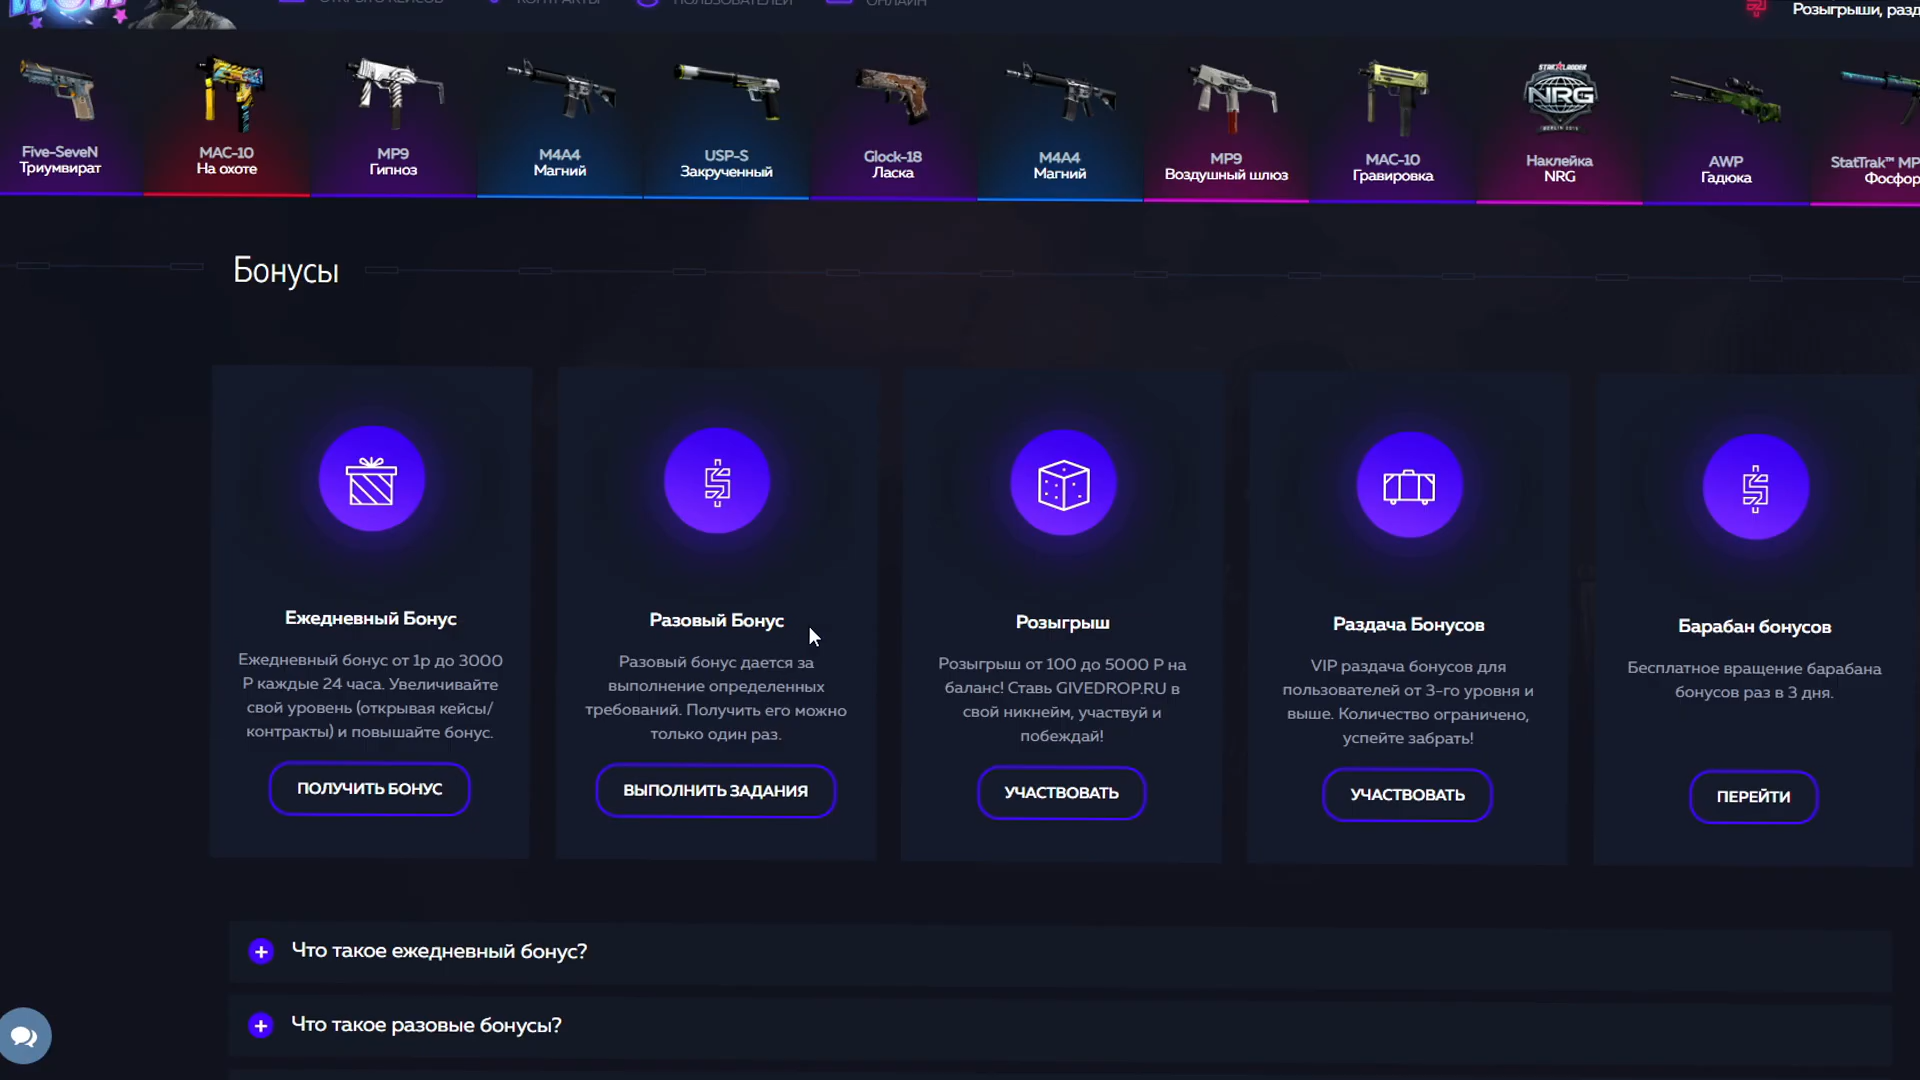 ОТКРЫТО КЕЙСОВ
КОНТРАКТЫ
ПОЛЬЗОВАТЕЛЕЙ
ОНЛАЙН
Розыгрыши, разд
Five-SeveN
Триумвират
MAC-10
На охоте
MP9
Гипноз
M4A4
Магний
USP-S
Закрученный
Glock-18
Ласка
M4A4
Магний
MP9
Воздушный шлюз
MAC-10
Гравировка
NRG
Наклейка
NRG
AWP
Гадюка
StatTrak™ MP
Фосфор
Бонусы
Ежедневный Бонус
Ежедневный бонус от 1р до 3000
Р каждые 24 часа. Увеличивайте
свой уровень (открывая кейсы/
контракты) и повышайте бонус.
ПОЛУЧИТЬ БОНУС
Разовый Бонус
Разовый бонус дается за
выполнение определенных
требований. Получить его можно
только один раз.
ВЫПОЛНИТЬ ЗАДАНИЯ
Розыгрыш
Розыгрыш от 100 до 5000 Р на
баланс! Ставь GIVEDROP.RU в
свой никнейм, участвуй и
побеждай!
УЧАСТВОВАТЬ
Раздача Бонусов
VIP раздача бонусов для
пользователей от 3-го уровня и
выше. Количество ограничено,
успейте забрать!
УЧАСТВОВАТЬ
Барабан бонусов
Бесплатное вращение барабана
бонусов раз в 3 дня.
ПЕРЕЙТИ
Что такое ежедневный бонус?
Что такое разовые бонусы?